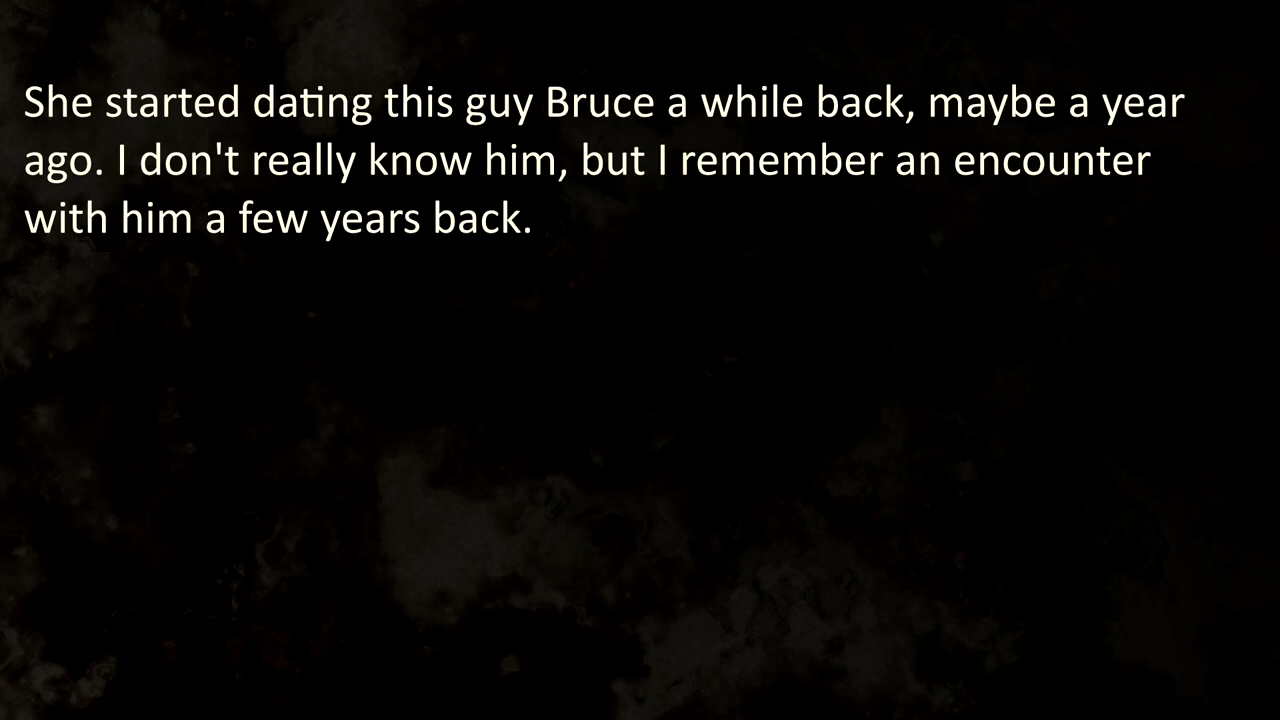 She started dating this guy Bruce a while back, maybe a year
ago. I don't really know him, but I remember an encounter
with him a few years back.